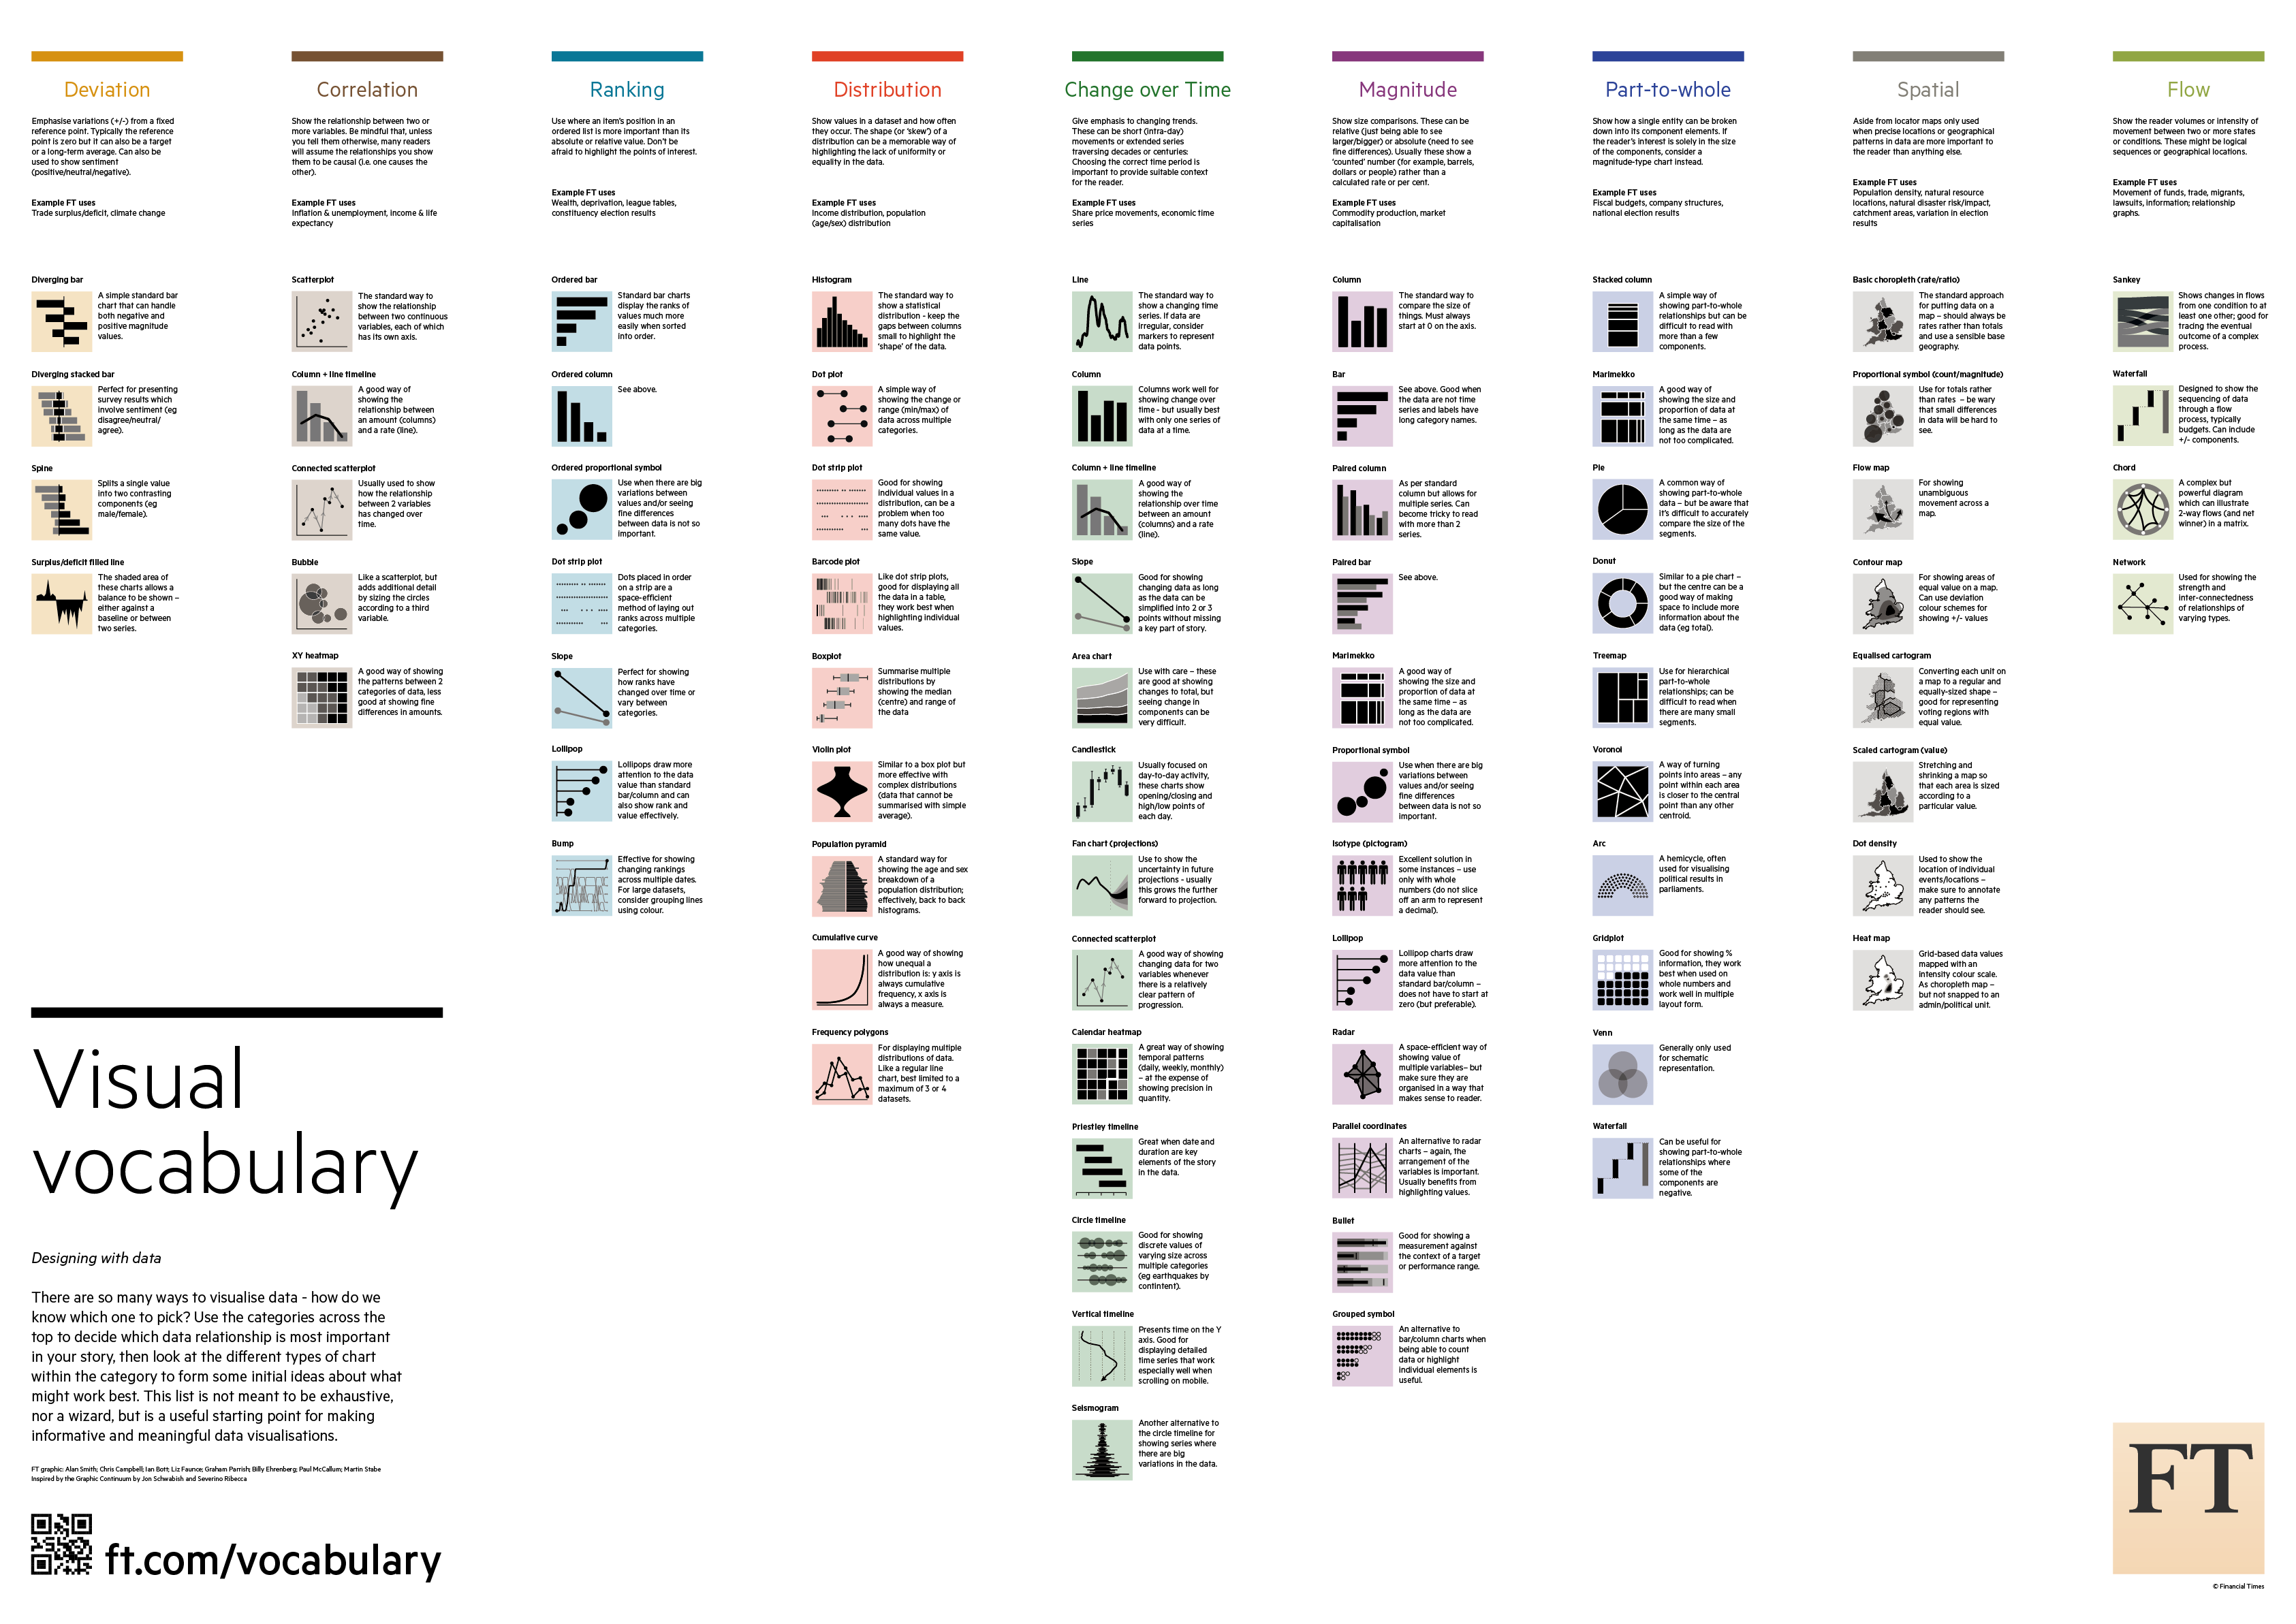 Deviation
Emphasise variations (+/-) from a fixed
reference point. Typically the reference
point is zero but it can also be a target
or a long-term average. Can also be
used to show sentiment
(positive/neutral/negative).
Example FT uses
Trade surplus/deficit, climate change
Diverging bar
A simple standard bar
chart that can handle
both negative and
positive magnitude
values.
Diverging stacked bar
Perfect for presenting
survey results which
involve sentiment (eg
disagree/neutral/
agree).
Spine
Splits a single value
into two contrasting
components (eg
male/female).
Surplus/deficit filled line
The shaded area of
these charts allows a
balance to be shown –
either against a
baseline or between
two series.
Correlation
Show the relationship between two or
more variables. Be mindful that, unless
you tell them otherwise, many readers
will assume the relationships you show
them to be causal (i.e. one causes the
other).
Example FT uses
Inflation & unemployment, income & life
expectancy
Scatterplot
The standard way to
show the relationship
between two continuous
variables, each of which
has its own axis.
Column + line timeline
A good way of
showing the
relationship between
an amount (columns)
and a rate (line).
Connected scatterplot
Usually used to show
how the relationship
between 2 variables
has changed over
time.
Bubble
Like a scatterplot, but
adds additional detail
by sizing the circles
according to a third
variable.
XY heatmap
A good way of showing
the patterns between 2
categories of data, less
good at showing fine
differences in amounts.
Ranking
Use where an item's position in an
ordered list is more important than its
absolute or relative value. Don't be
afraid to highlight the points of interest.
Example FT uses
Wealth, deprivation, league tables,
constituency election results
Ordered bar
Standard bar charts
display the ranks of
values much more
easily when sorted
into order.
Ordered column
See above.
Ordered proportional symbol
Use when there are big
variations between
values and/or seeing
fine differences
between data is not so
important.
Dot strip plot
Dots placed in order
on a strip are a
space-efficient
method of laying out
ranks across multiple
categories.
Slope
Perfect for showing
how ranks have
changed over time or
vary between
categories.
Lollipop
Lollipops draw more
attention to the data
value than standard
bar/column and can
also show rank and
value effectively.
Bump
Effective for showing
changing rankings
across multiple dates.
For large datasets,
consider grouping lines
using colour.
Distribution
Show values in a dataset and how often
they occur. The shape (or 'skew') of a
distribution can be a memorable way of
highlighting the lack of uniformity or
equality in the data.
Example FT uses
Income distribution, population
(age/sex) distribution
Histogram
The standard way to
show a statistical
distribution - keep the
gaps between columns
small to highlight the
'shape' of the data.
Dot plot
A simple way of
showing the change or
range (min/max) of
data across multiple
categories.
Dot strip plot
Good for showing
individual values in a
distribution, can be a
problem when too
many dots have the
same value.
Barcode plot
Like dot strip plots,
good for displaying all
the data in a table,
they work best when
highlighting individual
values.
Boxplot
Summarise multiple
distributions by
showing the median
(centre) and range of
the data
Violin plot
Similar to a box plot but
more effective with
complex distributions
(data that cannot be
summarised with simple
average).
Population pyramid
A standard way for
showing the age and sex
breakdown of a
population distribution;
effectively, back to back
histograms.
Cumulative curve
A good way of showing
how unequal a
distribution is: y axis is
always cumulative
frequency, x axis is
always a measure.
Frequency polygons
For displaying multiple
distributions of data.
Like a regular line
chart, best limited to a
maximum of 3 or 4
datasets.
Change over Time
Give emphasis to changing trends.
These can be short (intra-day)
movements or extended series
traversing decades or centuries:
Choosing the correct time period is
important to provide suitable context
for the reader.
Example FT uses
Share price movements, economic time
series
Line
The standard way to
show a changing time
series. If data are
irregular, consider
markers to represent
data points.
Column
Columns work well for
showing change over
time - but usually best
with only one series of
data at a time.
Column + line timeline
A good way of
showing the
relationship over time
between an amount
(columns) and a rate
(line).
Slope
Good for showing
changing data as long
as the data can be
simplified into 2 or 3
points without missing
a key part of story.
Area chart
Use with care – these
are good at showing
changes to total, but
seeing change in
components can be
very difficult.
Candlestick
Usually focused on
day-to-day activity,
these charts show
opening/closing and
high/low points of
each day.
Fan chart (projections)
Use to show the
uncertainty in future
projections - usually
this grows the further
forward to projection.
Connected scatterplot
A good way of showing
changing data for two
variables whenever
there is a relatively
clear pattern of
progression.
Calendar heatmap
A great way of showing
temporal patterns
(daily, weekly, monthly)
– at the expense of
showing precision in
quantity.
Priestley timeline
Great when date and
duration are key
elements of the story
in the data.
Circle timeline
Good for showing
discrete values of
varying size across
multiple categories
(eg earthquakes by
contintent).
Vertical timeline
Presents time on the Y
axis. Good for
displaying detailed
time series that work
especially well when
scrolling on mobile.
Seismogram
Another alternative to
the circle timeline for
showing series where
there are big
variations in the data.
Magnitude
Show size comparisons. These can be
relative (just being able to see
larger/bigger) or absolute (need to see
fine differences). Usually these show a
'counted' number (for example, barrels,
dollars or people) rather than a
calculated rate or per cent.
Example FT uses
Commodity production, market
capitalisation
Column
The standard way to
compare the size of
things. Must always
start at 0 on the axis.
Bar
See above. Good when
the data are not time
series and labels have
long category names.
Paired column
As per standard
column but allows for
multiple series. Can
become tricky to read
with more than 2
series.
Paired bar
See above.
Marimekko
A good way of
showing the size and
proportion of data at
the same time – as
long as the data are
not too complicated.
Proportional symbol
Use when there are big
variations between
values and/or seeing
fine differences
between data is not so
important.
Isotype (pictogram)
Excellent solution in
some instances – use
only with whole
numbers (do not slice
off an arm to represent
a decimal).
Lollipop
Lollipop charts draw
more attention to the
data value than
standard bar/column –
does not have to start at
zero (but preferable).
Radar
A space-efficient way of
showing value of
multiple variables– but
make sure they are
organised in a way that
makes sense to reader.
Parallel coordinates
An alternative to radar
charts – again, the
arrangement of the
variables is important.
Usually benefits from
highlighting values.
Bullet
Good for showing a
measurement against
the context of a target
or performance range.
Grouped symbol
An alternative to
bar/column charts when
being able to count
data or highlight
individual elements is
useful.
Part-to-whole
Show how a single entity can be broken
down into its component elements. If
the reader's interest is solely in the size
of the components, consider a
magnitude-type chart instead.
Example FT uses
Fiscal budgets, company structures,
national election results
Stacked column
A simple way of
showing part-to-whole
relationships but can be
difficult to read with
more than a few
components.
Marimekko
A good way of
showing the size and
proportion of data at
the same time – as
long as the data are
not too complicated.
Pie
A common way of
showing part-to-whole
data – but be aware that
it's difficult to accurately
compare the size of the
segments.
Donut
Similar to a pie chart –
but the centre can be a
good way of making
space to include more
information about the
data (eg total).
Treemap
Use for hierarchical
part-to-whole
relationships; can be
difficult to read when
there are many small
segments.
Voronoi
A way of turning
points into areas – any
point within each area
is closer to the central
point than any other
centroid.
Arc
A hemicycle, often
used for visualising
political results in
parliaments.
Gridplot
Good for showing %
information, they work
best when used on
whole numbers and
work well in multiple
layout form.
Venn
Generally only used
for schematic
representation.
Waterfall
Can be useful for
showing part-to-whole
relationships where
some of the
components are
negative.
Spatial
Aside from locator maps only used
when precise locations or geographical
patterns in data are more important to
the reader than anything else.
Example FT uses
Population density, natural resource
locations, natural disaster risk/impact,
catchment areas, variation in election
results
Basic choropleth (rate/ratio)
The standard approach
for putting data on a
map – should always be
rates rather than totals
and use a sensible base
geography.
Proportional symbol (count/magnitude)
Use for totals rather
than rates – be wary
that small differences
in data will be hard to
see.
Flow map
For showing
unambiguous
movement across a
map.
Contour map
For showing areas of
equal value on a map.
Can use deviation
colour schemes for
showing +/- values
Equalised cartogram
Converting each unit on
a map to a regular and
equally-sized shape –
good for representing
voting regions with
equal value.
Scaled cartogram (value)
Stretching and
shrinking a map so
that each area is sized
according to a
particular value.
Dot density
Used to show the
location of individual
events/locations –
make sure to annotate
any patterns the
reader should see.
Heat map
Grid-based data values
mapped with an
intensity colour scale.
As choropleth map –
but not snapped to an
admin/political unit.
Flow
Show the reader volumes or intensity of
movement between two or more states
or conditions. These might be logical
sequences or geographical locations.
Example FT uses
Movement of funds, trade, migrants,
lawsuits, information; relationship
graphs.
Sankey
Shows changes in flows
from one condition to at
least one other; good for
tracing the eventual
outcome of a complex
process.
Waterfall
Designed to show the
sequencing of data
through a flow
process, typically
budgets. Can include
+/- components.
Chord
A complex but
powerful diagram
which can illustrate
2-way flows (and net
winner) in a matrix.
Network
Used for showing the
strength and
inter-connectedness
of relationships of
varying types.
Visual
vocabulary
Designing with data
There are so many ways to visualise data - how do we
know which one to pick? Use the categories across the
top to decide which data relationship is most important
in your story, then look at the different types of chart
within the category to form some initial ideas about what
might work best. This list is not meant to be exhaustive,
nor a wizard, but is a useful starting point for making
informative and meaningful data visualisations.
FT graphic: Alan Smith; Chris Campbell; Ian Bott; Liz Faunce; Graham Parrish; Billy Ehrenberg; Paul McCallum; Martin Stabe
Inspired by the Graphic Continuum by Jon Schwabish and Severino Ribecca
ft.com/vocabulary
FT
© Financial Times